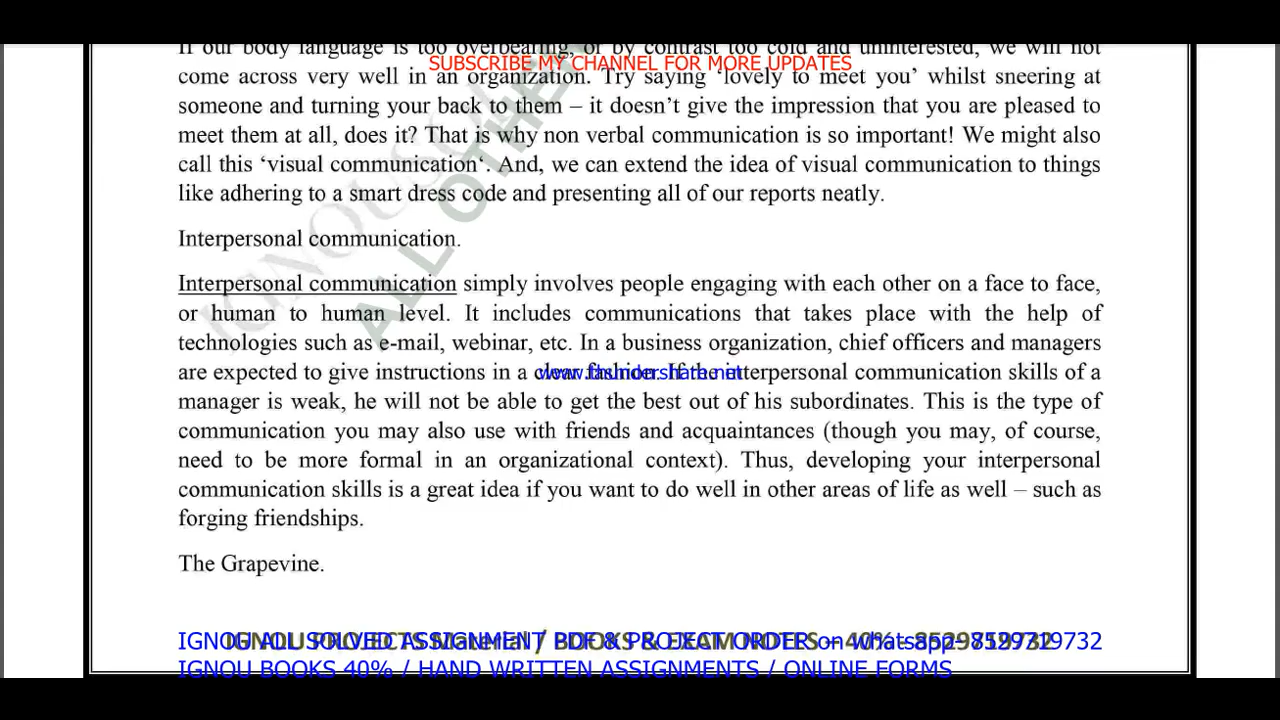 If our body language is too overbearing, or by contrast too cold and uninterested, we will not
SUBSCRIBE MY CHANNEL FOR MORE UPDATES
come across very well in an organization. Try saying ‘lovely to meet you’ whilst sneering at
someone and turning your back to them – it doesn’t give the impression that you are pleased to
meet them at all, does it? That is why non verbal communication is so important! We might also
call this ‘visual communication‘. And, we can extend the idea of visual communication to things
like adhering to a smart dress code and presenting all of our reports neatly.
Interpersonal communication.
Interpersonal communication simply involves people engaging with each other on a face to face,
or human to human level. It includes communications that takes place with the help of
technologies such as e-mail, webinar, etc. In a business organization, chief officers and managers
are expected to give instructions in a clear fashion. If the interpersonal communication skills of a
www.thundershare.net
manager is weak, he will not be able to get the best out of his subordinates. This is the type of
communication you may also use with friends and acquaintances (though you may, of course,
need to be more formal in an organizational context). Thus, developing your interpersonal
communication skills is a great idea if you want to do well in other areas of life as well – such as
forging friendships.
The Grapevine.
IGNOU ALL SOLVED ASSIGNMENT PDF & PROJECT ORDER on whatsapp
IGNOU BOOKS 40% / HAND WRITTEN ASSIGNMENTS / ONLINE FORMS
ALL OTHE